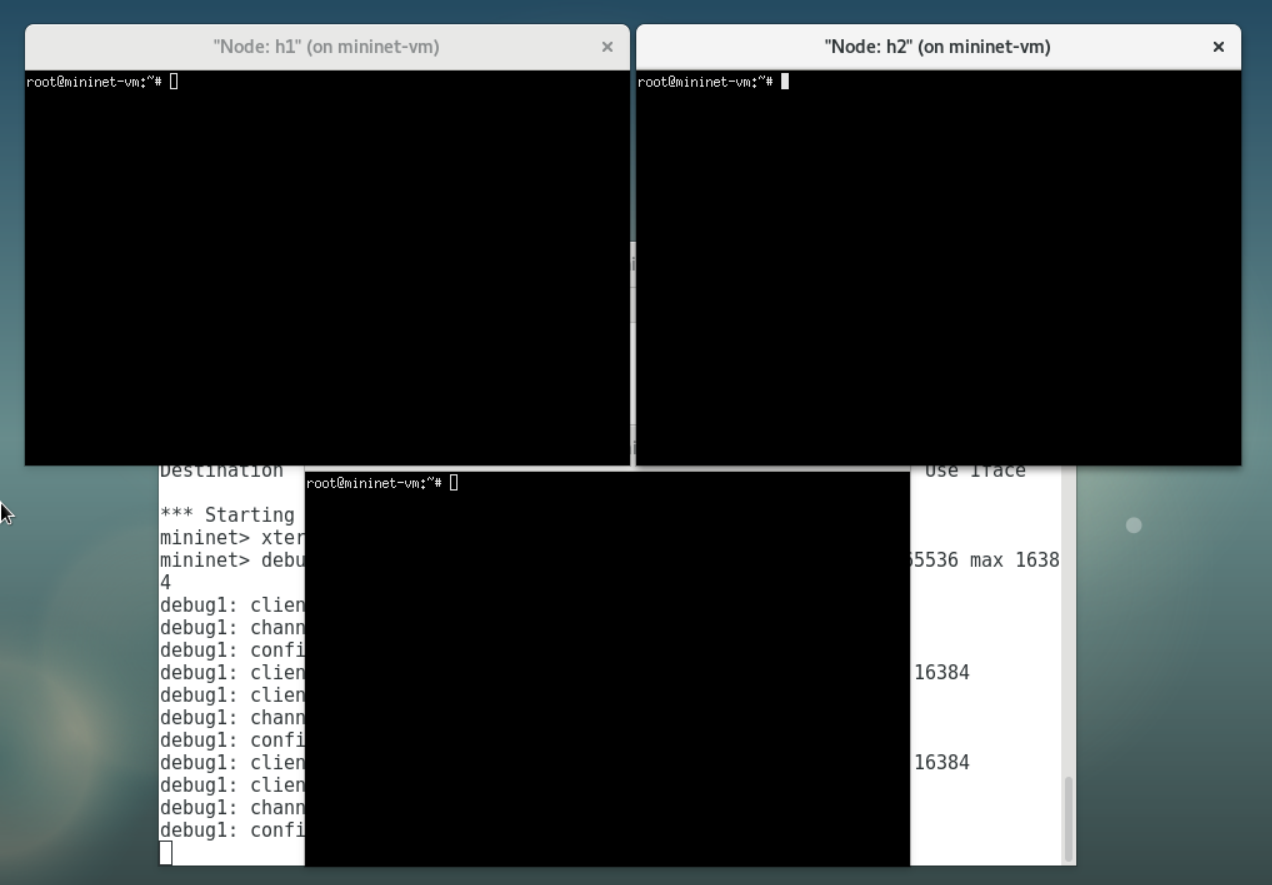 "Node: h1" (on mininet-vm)
"Node: h2" (on mininet-vm)
root@mininet-vm:~#
root@mininet-vm:~#
Destination Use Iface
root@mininet-vm:~#
*** Starting
mininet> xter
mininet> debu 65536 max 1638
4
debug1: clien
debug1: chann
debug1: confi
debug1: clien 16384
debug1: clien
debug1: chann
debug1: confi
debug1: clien 16384
debug1: clien
debug1: chann
debug1: confi